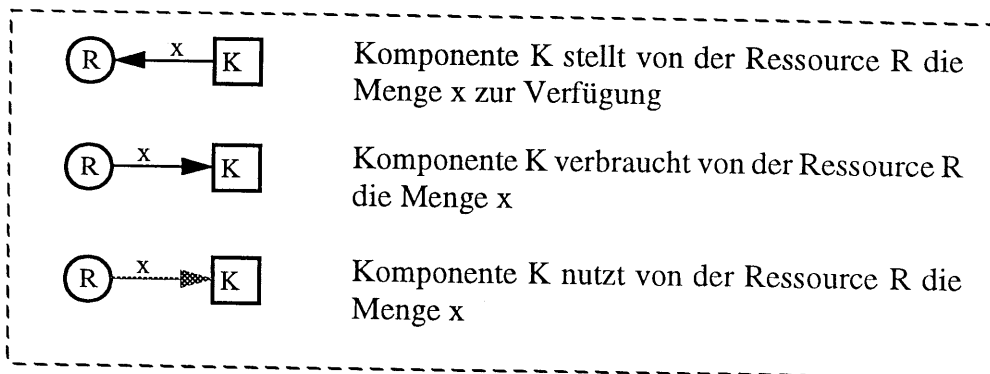 R x K Komponente K stellt von der Ressource R die
Menge x zur Verfügung
R x K Komponente K verbraucht von der Ressource R
die Menge x
R x K Komponente K nutzt von der Ressource R die
Menge x